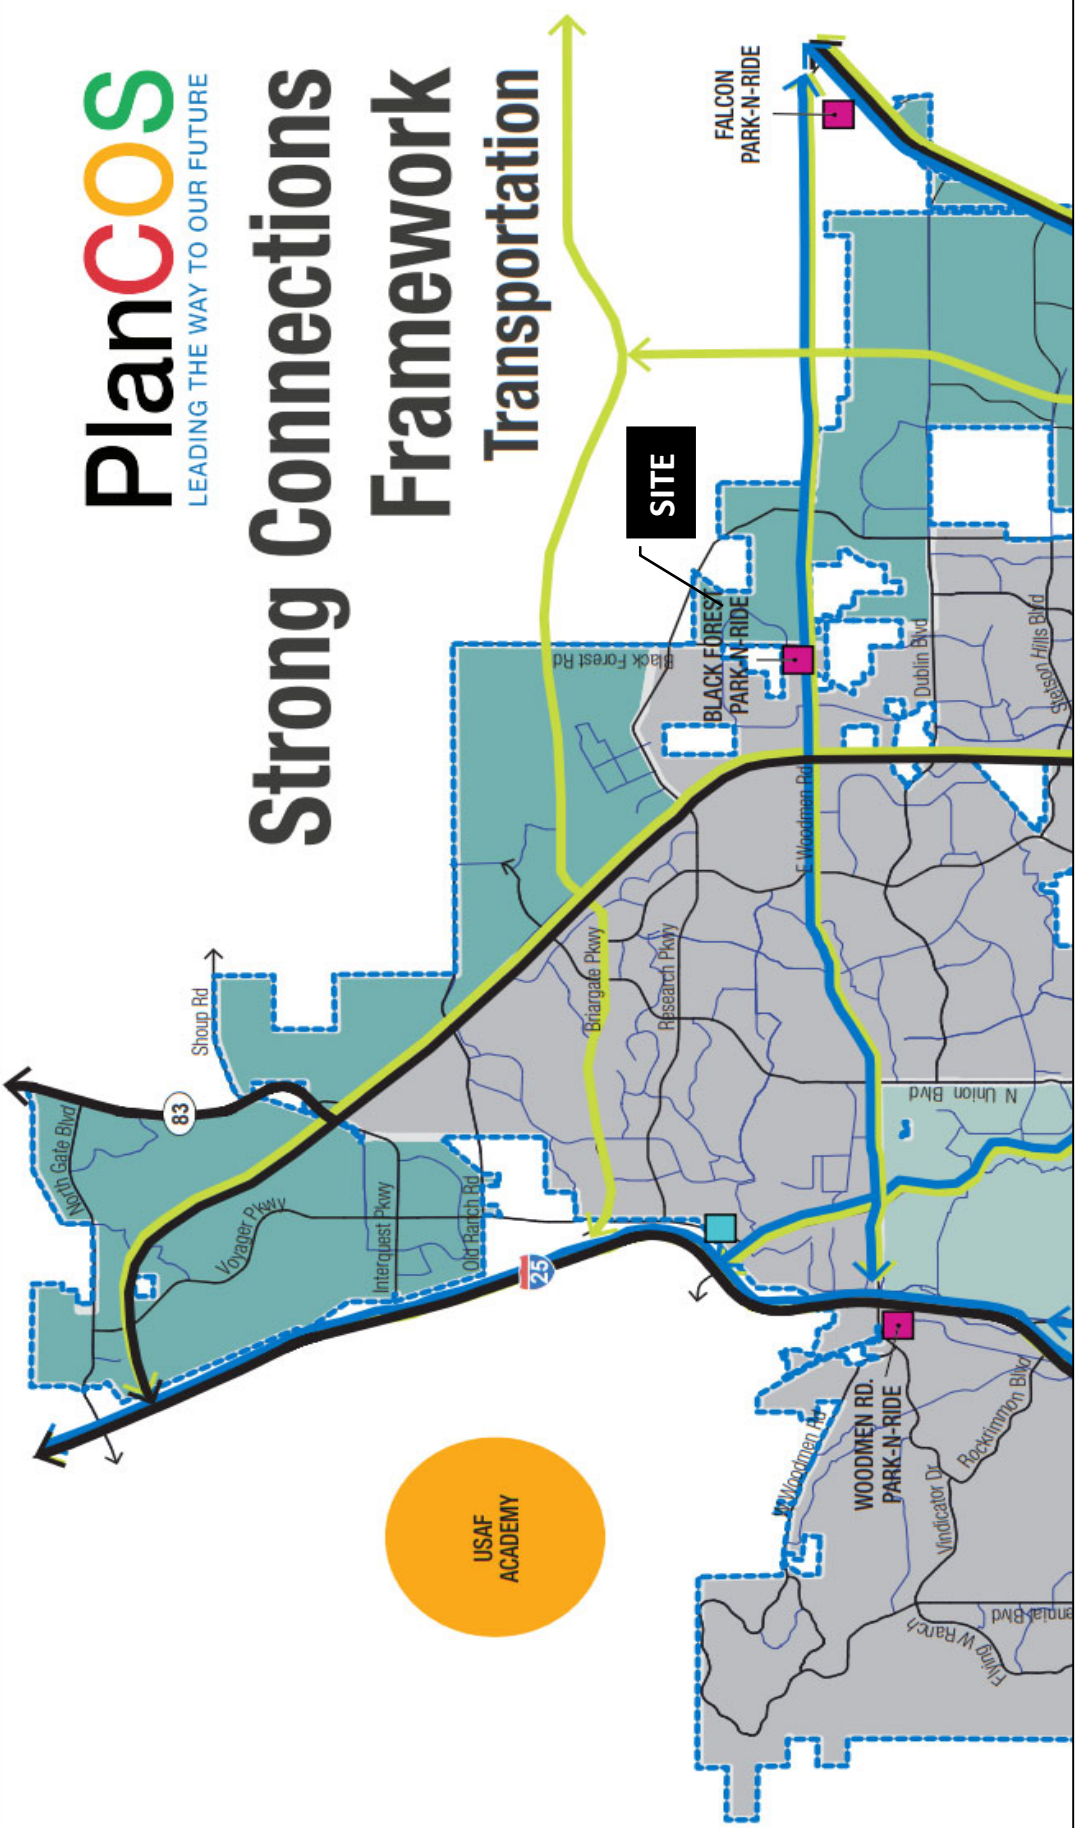 PlanCOS
LEADING THE WAY TO OUR FUTURE
Strong Connections
Framework
Transportation
FALCON
PARK-N-RIDE
SITE
BLACK FOREST
PARK-N-RIDE
Black Forest Rd
Dublin Blvd
Stetson Hills Blvd
E Woodmen Rd
Briargate Pkwy
Research Pkwy
N Union Blvd
Shoup Rd
83
North Gate Blvd
Voyager Pkwy
Interquest Pkwy
Old Ranch Rd
25
USAF
ACADEMY
W Woodmen Rd
WOODMEN RD.
PARK-N-RIDE
Rockrimmon Blvd
Vindicator Dr
Flying W Ranch
ennial Blvd